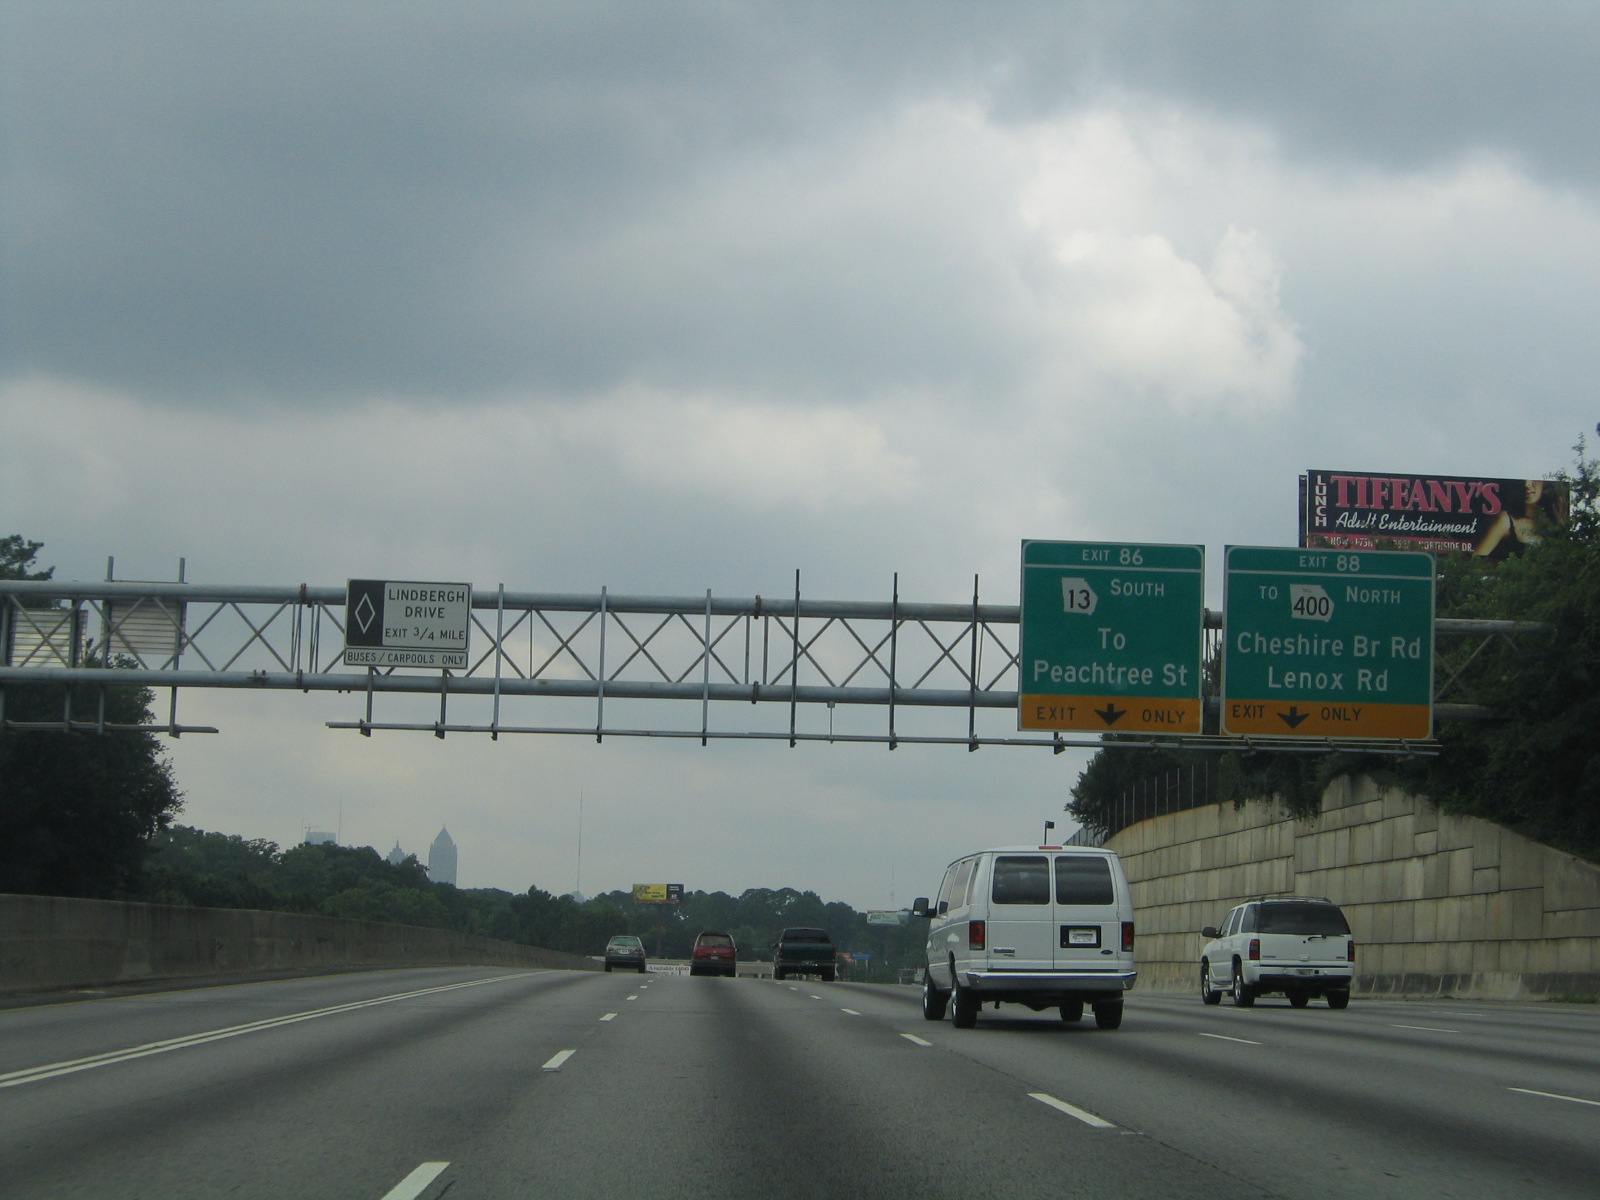 LINDBERGH
DRIVE
EXIT 3/4 MILE
BUSES/CARPOOLS ONLY
EXIT 86
13 SOUTH
To
Peachtree St
EXIT ONLY
EXIT 88
TO 400 NORTH
Cheshire Br Rd
Lenox Rd
EXIT ONLY
LUNCH
TIFFANY'S
Adult Entertainment
NORTHSIDE DR.